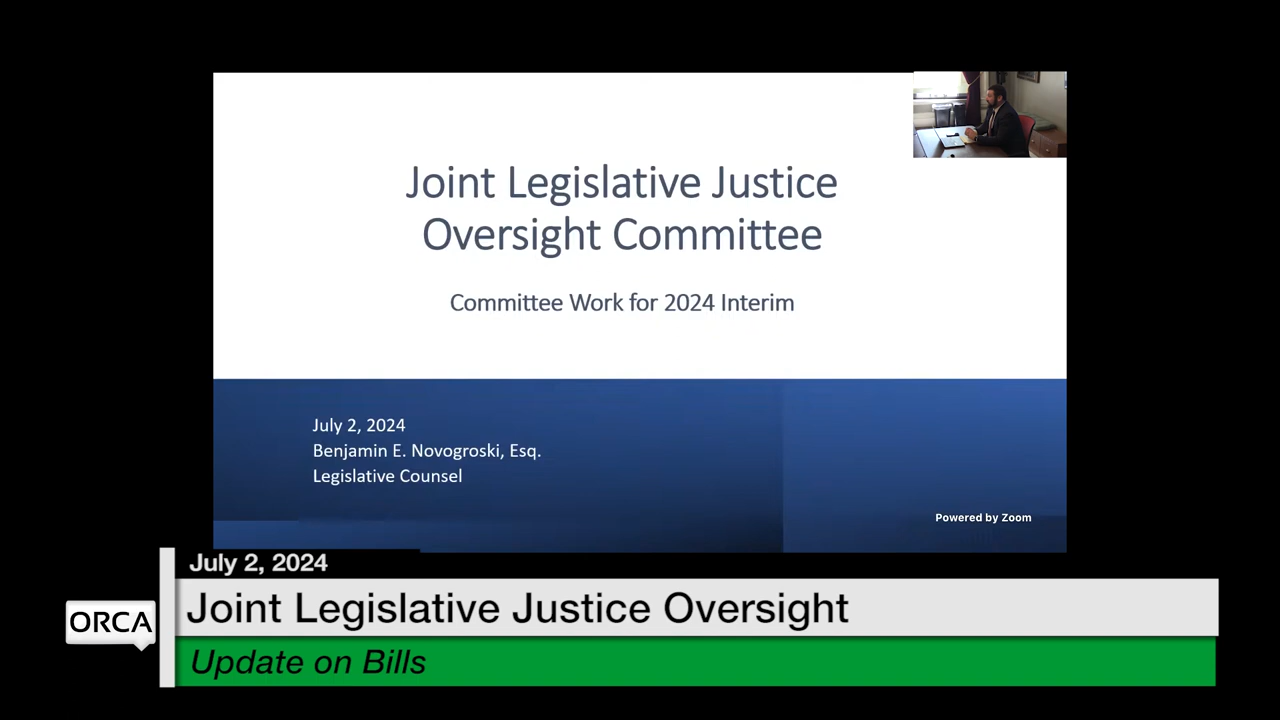 Joint Legislative Justice
Oversight Committee
Committee Work for 2024 Interim
July 2, 2024
Benjamin E. Novogroski, Esq.
Legislative Counsel
Powered by Zoom
July 2, 2024
ORCA
Joint Legislative Justice Oversight
Update on Bills